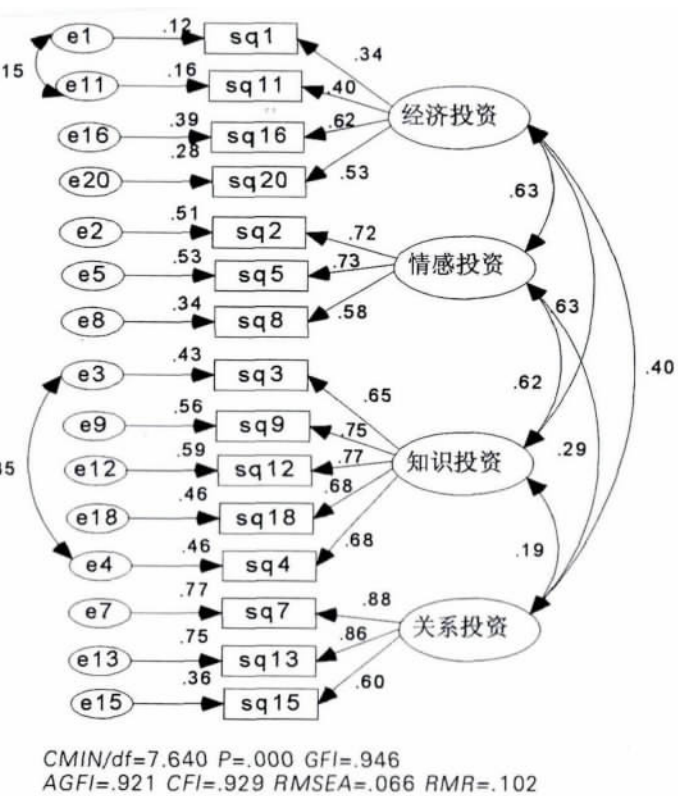 e1 .12 sq1 .34
15
e11 .16 sq11 .40
经济投资
e16 .39 sq16 .62
e20 .28 sq20 .53
.63
e2 .51 sq2 .72
e5 .53 sq5 .73
情感投资
e8 .34 sq8 .58
.63
e3 .43 sq3 .65
.62
.40
e9 .56 sq9 .75
e12 .59 sq12 .77
知识投资
.29
e18 .46 sq18 .68
e4 .46 sq4 .68
.19
e7 .77 sq7 .88
关系投资
e13 .75 sq13 .86
e15 .36 sq15 .60
CMIN/df=7.640 P=.000 GFI=.946
AGFI=.921 CFI=.929 RMSEA=.066 RMR=.102